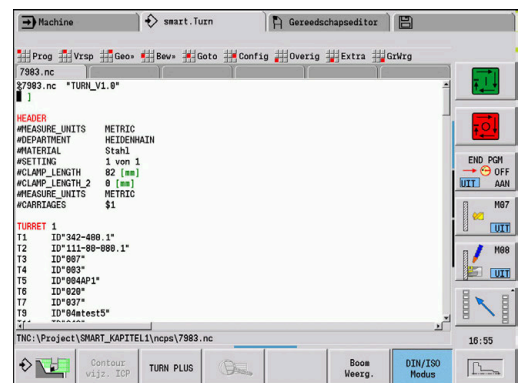 Machine
smart.Turn
Gereedschapseditor
Prog Vrsp Geo» Bew» Goto Config Overig Extra GrWrg
7983.nc
%7983.nc "TURN_V1.0"
[ ]
HEADER
#MEASURE_UNITS METRIC
#DEPARTMENT HEIDENHAIN
#MATERIAL Stahl
#SETTING 1 von 1
#CLAMP_LENGTH 82 [mm]
#CLAMP_LENGTH_2 0 [mm]
#MEASURE_UNITS METRIC
#CARRIAGES $1
TURRET 1
T1 ID"342-400.1"
T2 ID"111-80-080.1"
T3 ID"007"
T4 ID"003"
T5 ID"004AP1"
T6 ID"020"
T7 ID"037"
T9 ID"04mtest5"
TNC:\Project\SMART_KAPITEL1\ncps\7983.nc
END PGM
OFF
UIT AAN
M07
UIT
M08
UIT
16:55
Contour
wijz. ICP
TURN PLUS
Boom
Weerg.
DIN/ISO
Modus